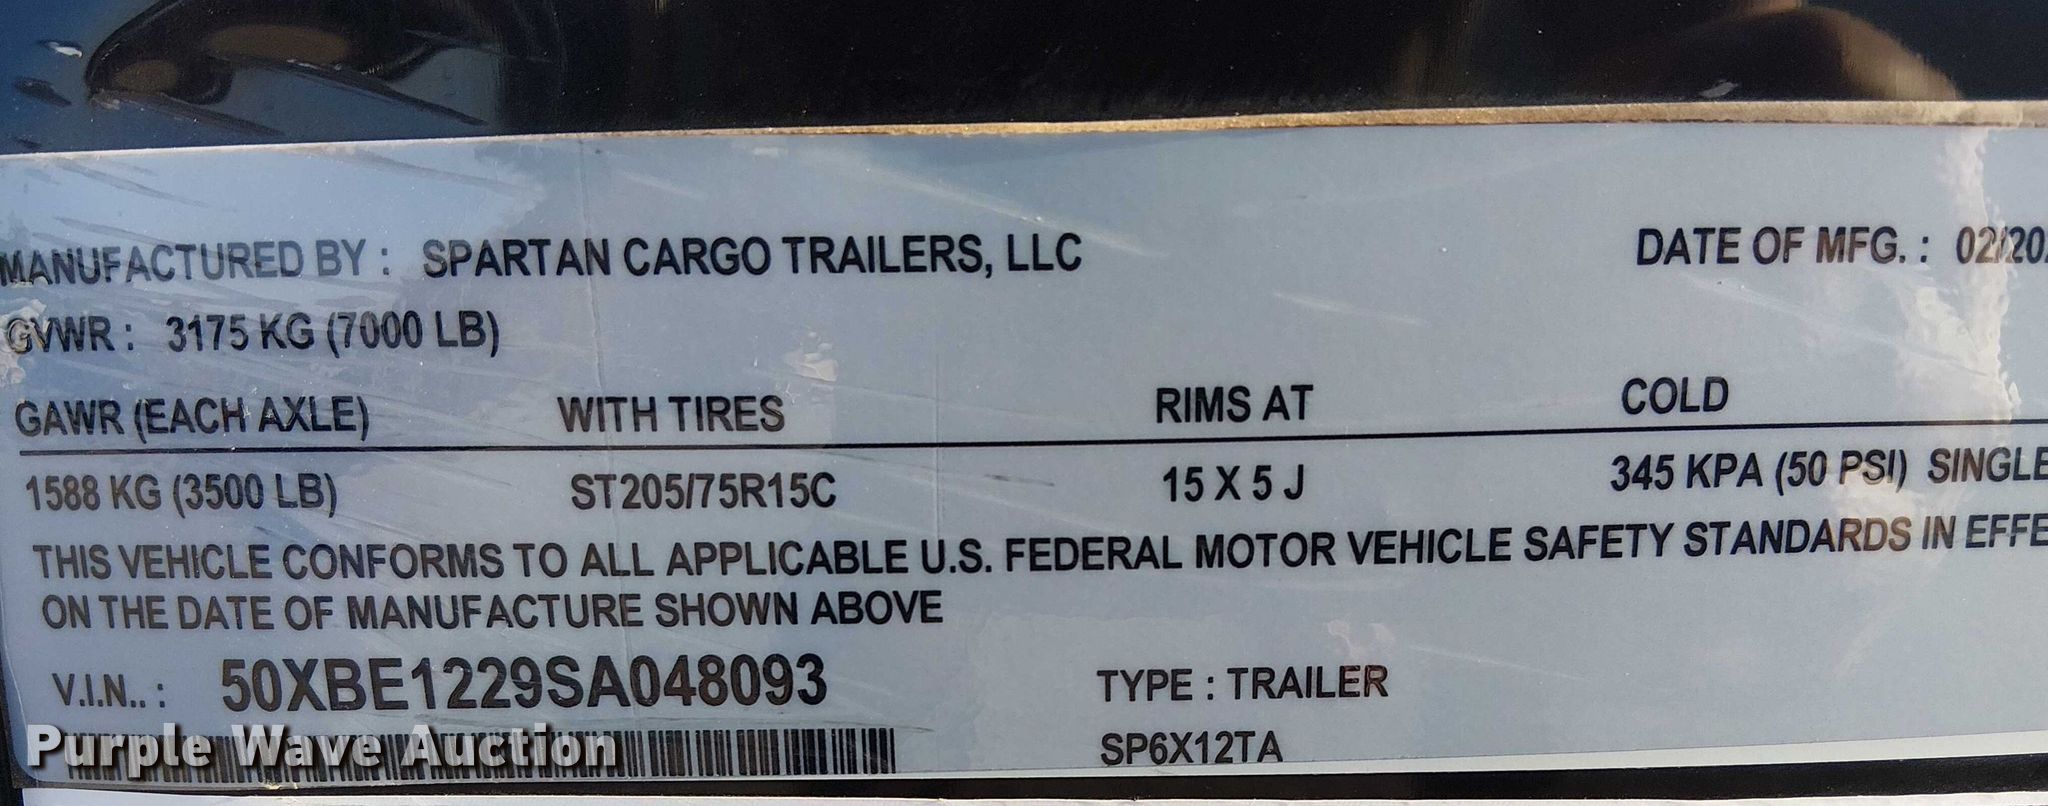 MANUFACTURED BY : SPARTAN CARGO TRAILERS, LLC DATE OF MFG. : 02/20
GVWR : 3175 KG (7000 LB)
GAWR (EACH AXLE) WITH TIRES RIMS AT COLD
1588 KG (3500 LB) ST205/75R15C 15 X 5 J 345 KPA (50 PSI) SINGLE
THIS VEHICLE CONFORMS TO ALL APPLICABLE U.S. FEDERAL MOTOR VEHICLE SAFETY STANDARDS IN EFFE
ON THE DATE OF MANUFACTURE SHOWN ABOVE
V.I.N.. : 50XBE1229SA048093 TYPE : TRAILER
SP6X12TA
Purple Wave Auction